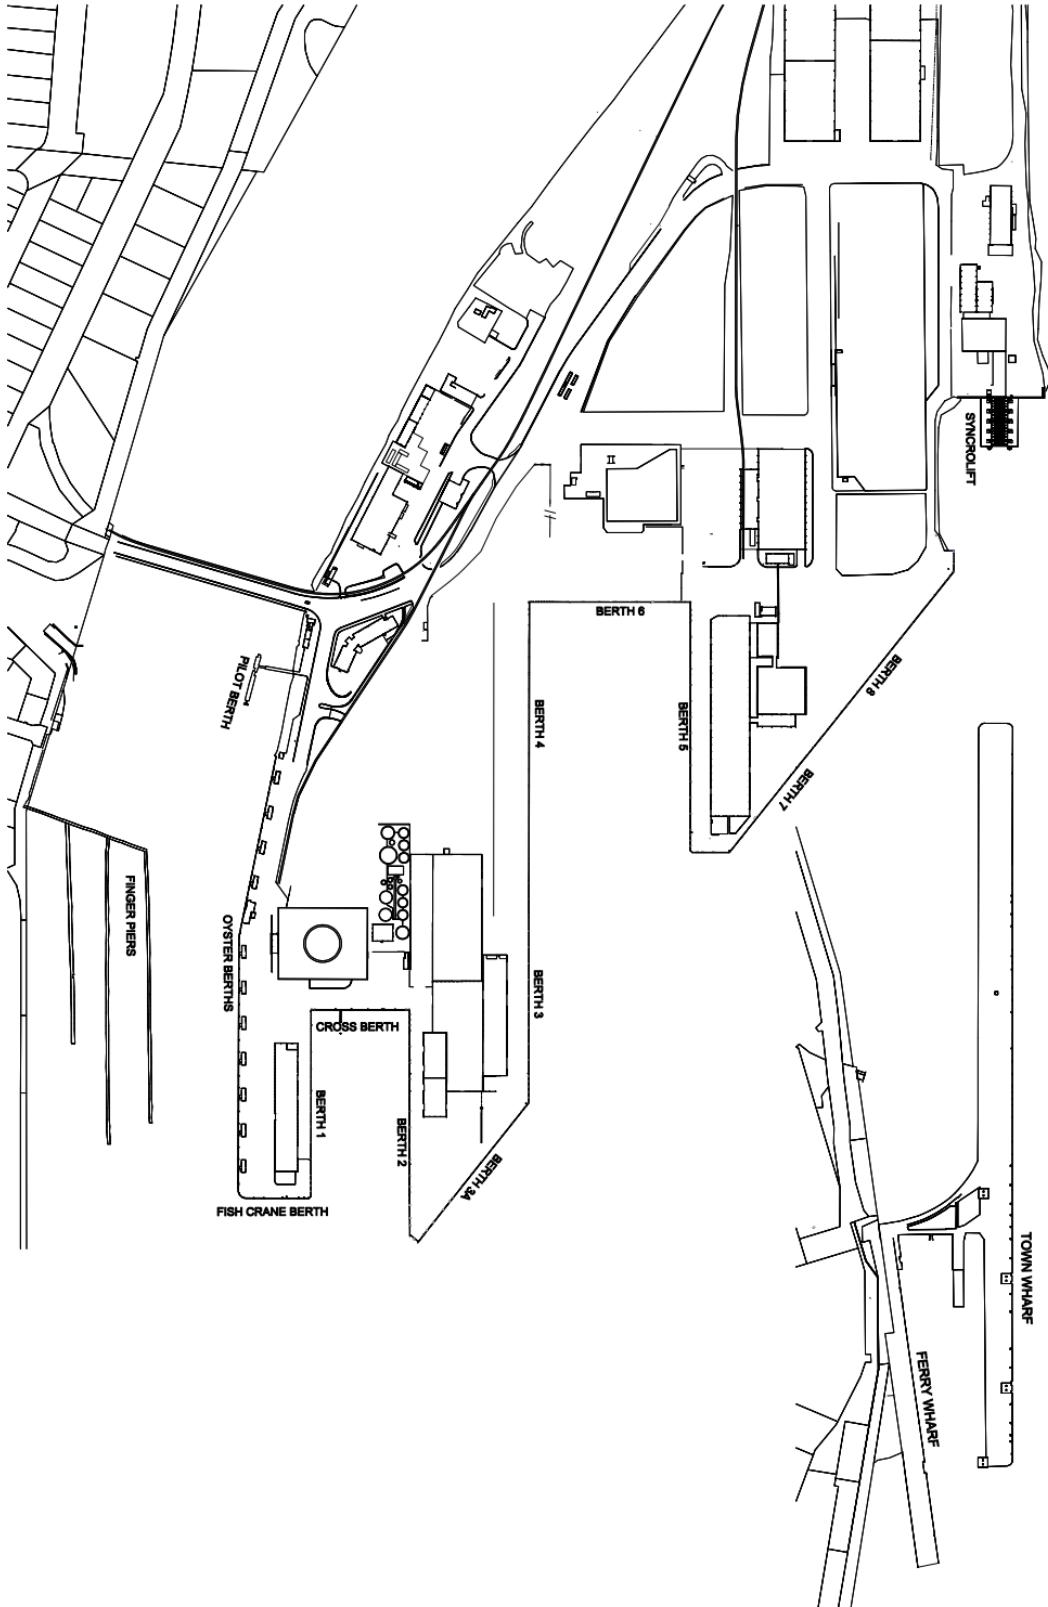 SYNCROLIFT
BERTH 6
BERTH 8
PILOT BERTH
BERTH 4
BERTH 5
BERTH 7
FINGER PIERS
OYSTER BERTHS
BERTH 3
CROSS BERTH
BERTH 1
BERTH 2
BERTH 3A
FISH CRANE BERTH
TOWN WHARF
FERRY WHARF